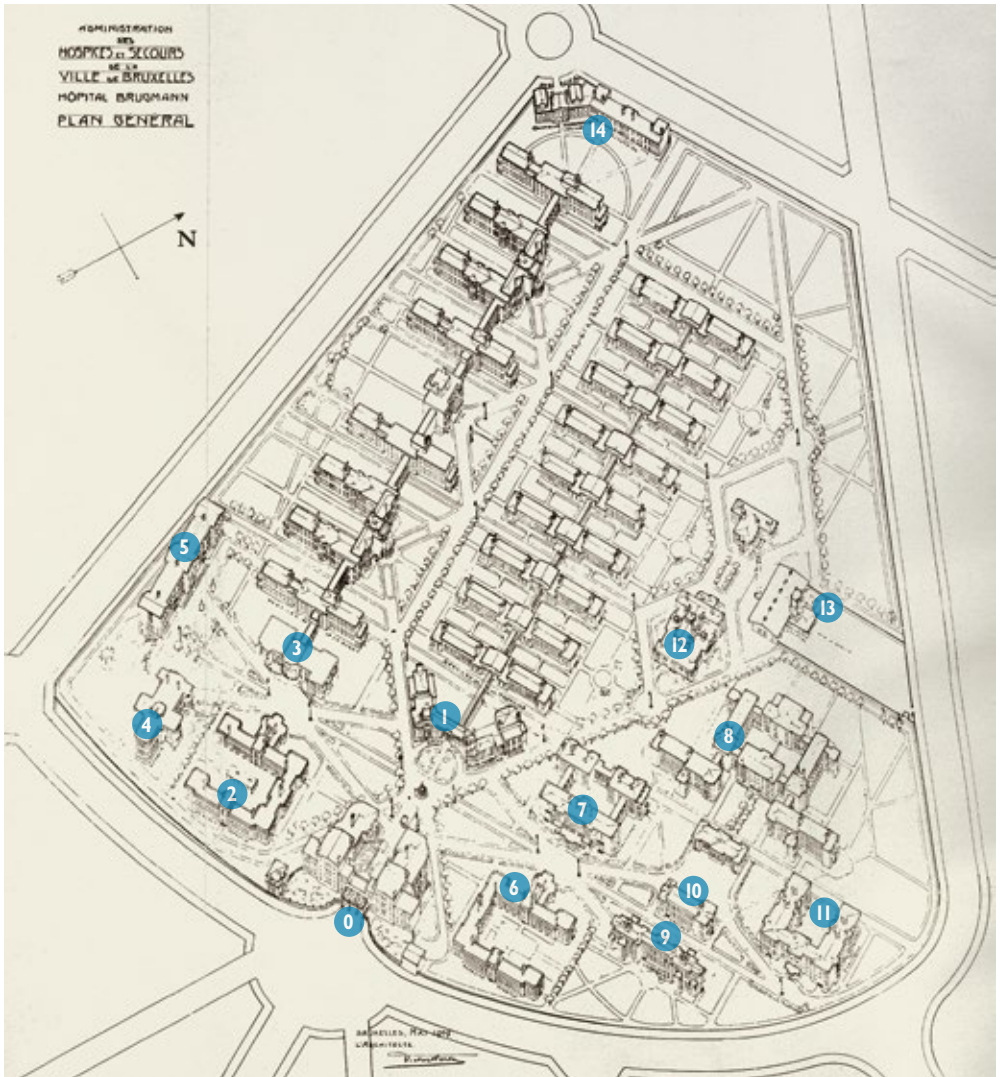 ADMINISTRATION
DES
HOSPICES ET SECOURS
DE LA
VILLE DE BRUXELLES
HÔPITAL BRUGMANN
PLAN GENERAL
N
14
5
13
3
12
1
4
8
2
7
6
10
11
0
9
BRUXELLES, MAI
L'ARCHITECTE